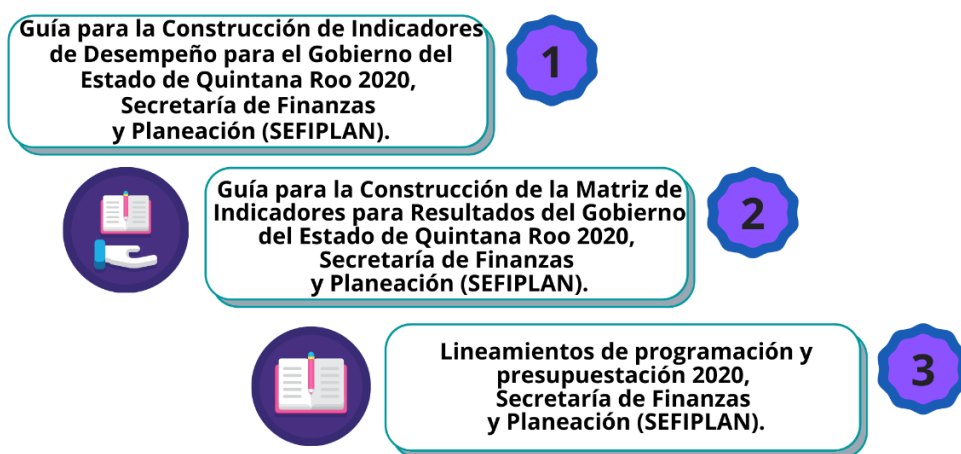 Guía para la Construcción de Indicadores
de Desempeño para el Gobierno del
Estado de Quintana Roo 2020,
Secretaría de Finanzas
y Planeación (SEFIPLAN).
1
Guía para la Construcción de la Matriz de
Indicadores para Resultados del Gobierno
del Estado de Quintana Roo 2020,
Secretaría de Finanzas
y Planeación (SEFIPLAN).
2
Lineamientos de programación y
presupuestación 2020,
Secretaría de Finanzas
y Planeación (SEFIPLAN).
3